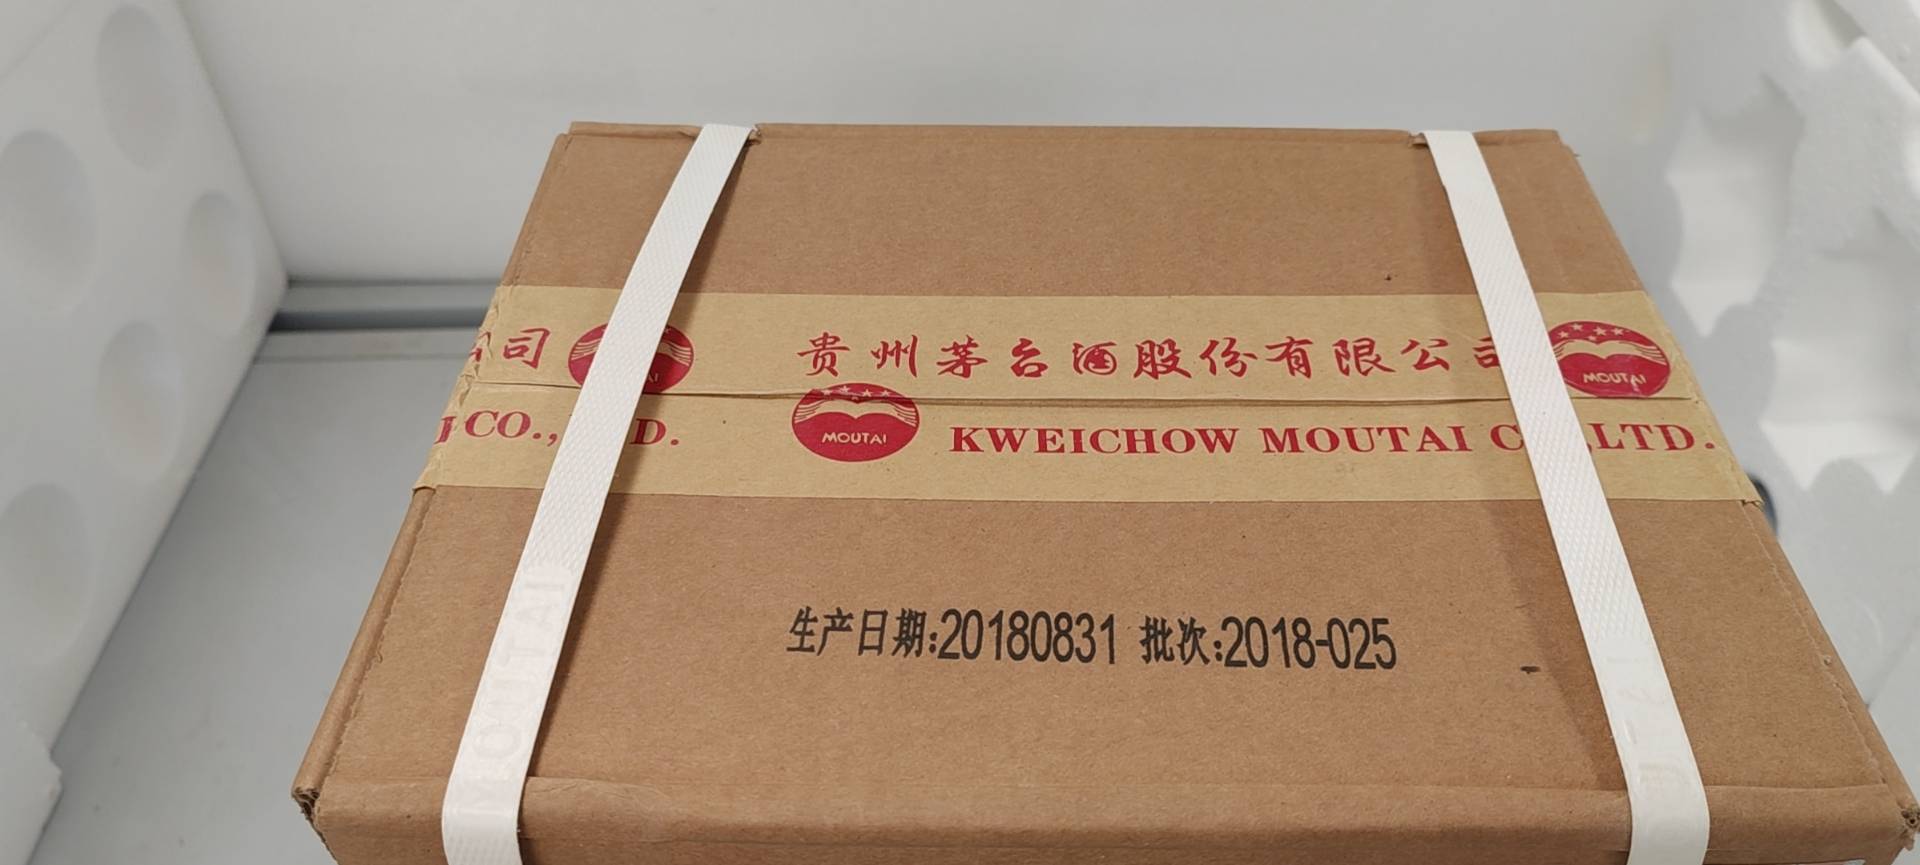 公司 贵州茅台酒股份有限公司 MOUTAI
CO., LTD. MOUTAI KWEICHOW MOUTAI CO.,LTD.
生产日期:20180831 批次:2018-025
MOUTAI